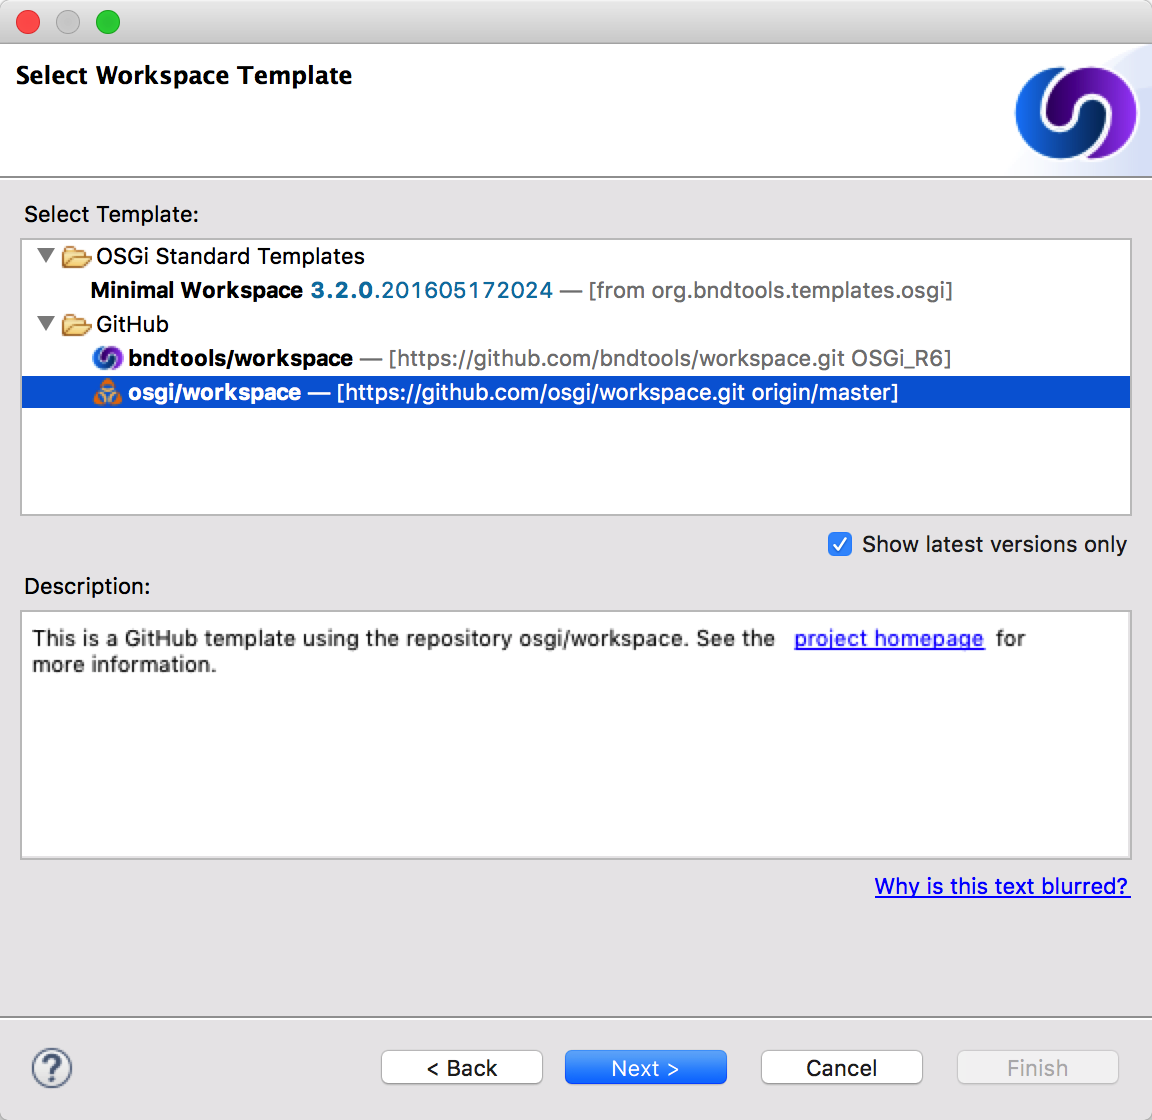 Select Workspace Template
Select Template:
OSGi Standard Templates
Minimal Workspace 3.2.0.201605172024 — [from org.bndtools.templates.osgi]
GitHub
bndtools/workspace — [https://github.com/bndtools/workspace.git OSGi_R6]
osgi/workspace — [https://github.com/osgi/workspace.git origin/master]
Show latest versions only
Description:
This is a GitHub template using the repository osgi/workspace. See the project homepage for
more information.
Why is this text blurred?
?
< Back
Next >
Cancel
Finish